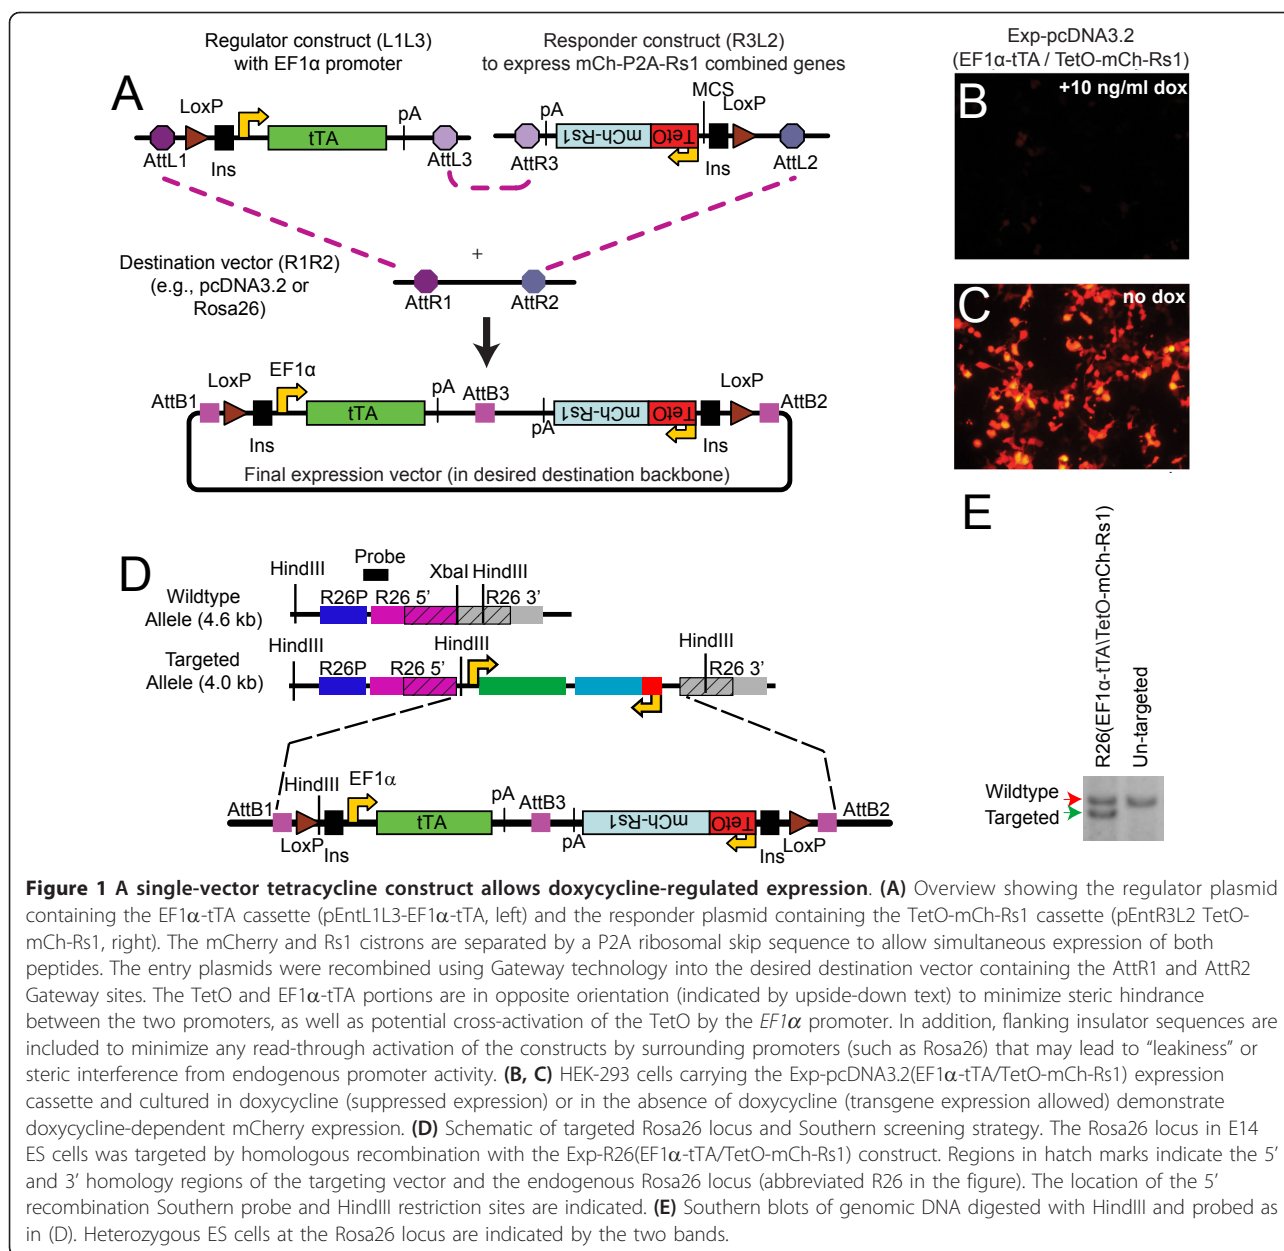 Regulator construct (L1L3)
with EF1α promoter
Responder construct (R3L2)
to express mCh-P2A-Rs1 combined genes
A
LoxP
tTA
pA
AttL1
Ins
AttL3
pA
MCS
LoxP
mCh-Rs1
TetO
AttR3
Ins
AttL2
+
Destination vector (R1R2)
(e.g., pcDNA3.2 or
Rosa26)
AttR1
AttR2
EF1α
LoxP
AttB1
tTA
pA
AttB3
mCh-Rs1
TetO
LoxP
AttB2
Ins
pA
Ins
Final expression vector (in desired destination backbone)
Exp-pcDNA3.2
(EF1α-tTA / TetO-mCh-Rs1)
B
+10 ng/ml dox
C
no dox
D
Probe
HindIII
XbaI
HindIII
Wildtype
Allele (4.6 kb)
R26P
R26 5’
R26 3’
Targeted
Allele (4.0 kb)
HindIII
R26P
R26 5’
HindIII
HindIII
R26 3’
AttB1
HindIII
EF1α
LoxP
Ins
tTA
pA
AttB3
pA
mCh-Rs1
TetO
Ins
LoxP
AttB2
E
R26(EF1α-tTA\TetO-mCh-Rs1)
Un-targeted
Wildtype
Targeted
Figure 1 A single-vector tetracycline construct allows doxycycline-regulated expression. (A) Overview showing the regulator plasmid
containing the EF1α-tTA cassette (pEntL1L3-EF1α-tTA, left) and the responder plasmid containing the TetO-mCh-Rs1 cassette (pEntR3L2 TetO-
mCh-Rs1, right). The mCherry and Rs1 cistrons are separated by a P2A ribosomal skip sequence to allow simultaneous expression of both
peptides. The entry plasmids were recombined using Gateway technology into the desired destination vector containing the AttR1 and AttR2
Gateway sites. The TetO and EF1α-tTA portions are in opposite orientation (indicated by upside-down text) to minimize steric hindrance
between the two promoters, as well as potential cross-activation of the TetO by the EF1α promoter. In addition, flanking insulator sequences are
included to minimize any read-through activation of the constructs by surrounding promoters (such as Rosa26) that may lead to “leakiness” or
steric interference from endogenous promoter activity. (B, C) HEK-293 cells carrying the Exp-pcDNA3.2(EF1α-tTA/TetO-mCh-Rs1) expression
cassette and cultured in doxycycline (suppressed expression) or in the absence of doxycycline (transgene expression allowed) demonstrate
doxycycline-dependent mCherry expression. (D) Schematic of targeted Rosa26 locus and Southern screening strategy. The Rosa26 locus in E14
ES cells was targeted by homologous recombination with the Exp-R26(EF1α-tTA/TetO-mCh-Rs1) construct. Regions in hatch marks indicate the 5’
and 3’ homology regions of the targeting vector and the endogenous Rosa26 locus (abbreviated R26 in the figure). The location of the 5’
recombination Southern probe and HindIII restriction sites are indicated. (E) Southern blots of genomic DNA digested with HindIII and probed as
in (D). Heterozygous ES cells at the Rosa26 locus are indicated by the two bands.